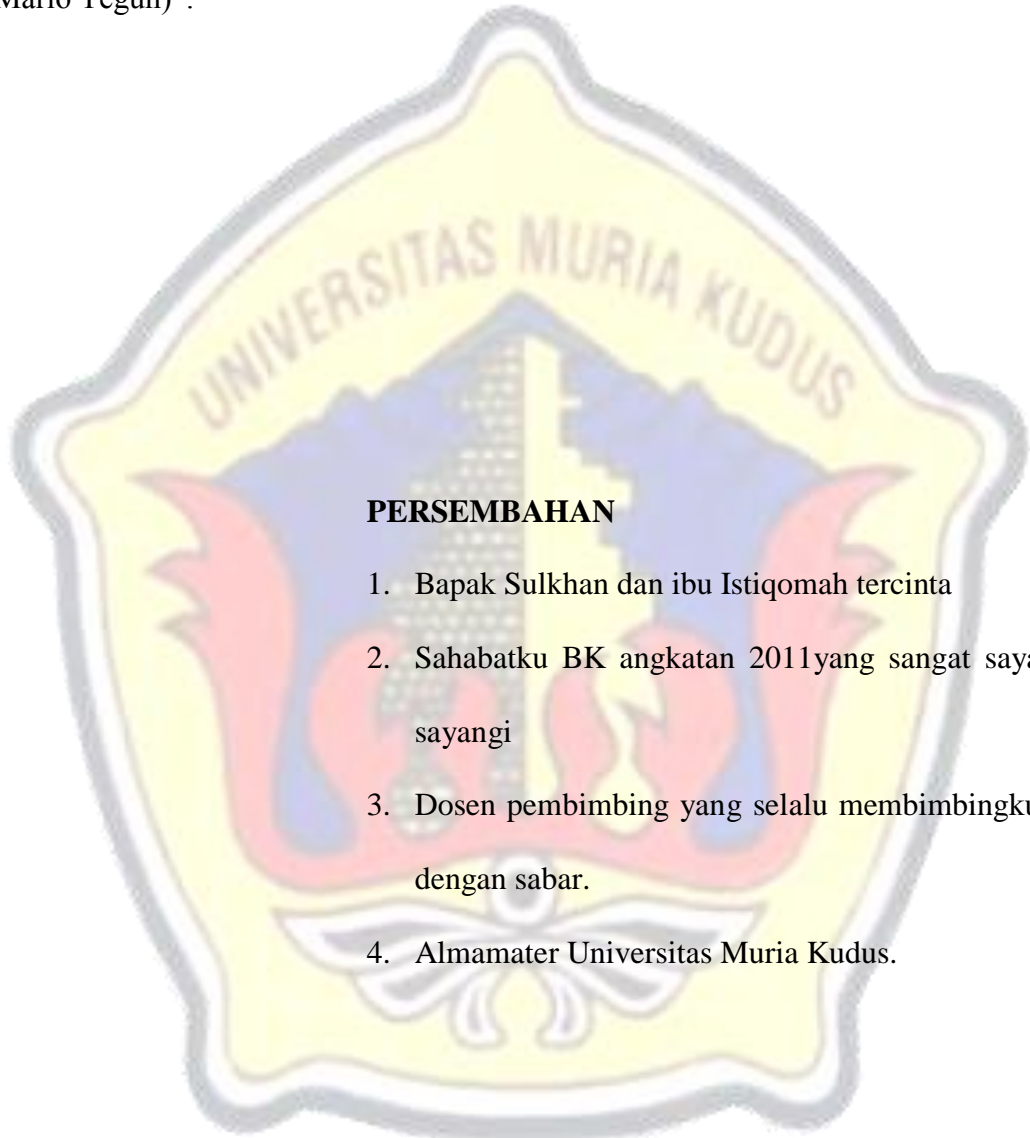 Mario Teguh)".
UNIVERSITAS MURIA KUDUS
PERSEMBAHAN
1. Bapak Sulkhan dan ibu Istiqomah tercinta
2. Sahabatku BK angkatan 2011yang sangat saya
sayangi
3. Dosen pembimbing yang selalu membimbingku
dengan sabar.
4. Almamater Universitas Muria Kudus.